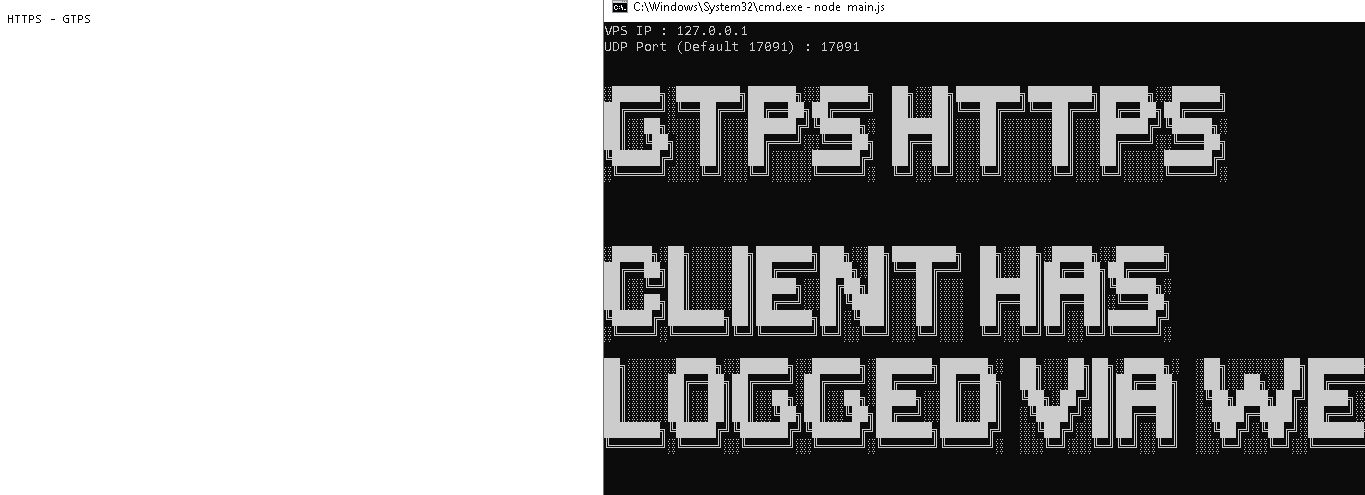 HTTPS - GTPS
C:\Windows\System32\cmd.exe - node main.js
VPS IP : 127.0.0.1
UDP Port (Default 17091) : 17091
GTPS HTTPS
CLIENT HAS
LOGGED VIA WE